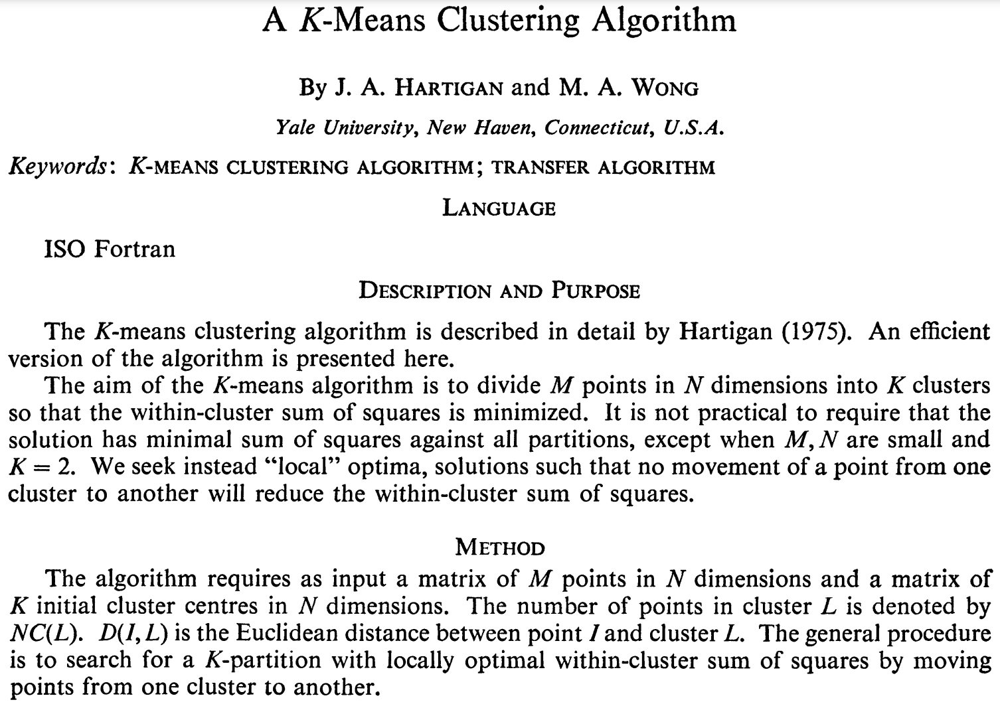 A K-Means Clustering Algorithm
By J. A. HARTIGAN and M. A. WONG
Yale University, New Haven, Connecticut, U.S.A.
Keywords: K-MEANS CLUSTERING ALGORITHM; TRANSFER ALGORITHM
LANGUAGE
ISO Fortran
DESCRIPTION AND PURPOSE
The K-means clustering algorithm is described in detail by Hartigan (1975). An efficient
version of the algorithm is presented here.
The aim of the K-means algorithm is to divide M points in N dimensions into K clusters
so that the within-cluster sum of squares is minimized. It is not practical to require that the
solution has minimal sum of squares against all partitions, except when M, N are small and
K = 2. We seek instead “local” optima, solutions such that no movement of a point from one
cluster to another will reduce the within-cluster sum of squares.
METHOD
The algorithm requires as input a matrix of M points in N dimensions and a matrix of
K initial cluster centres in N dimensions. The number of points in cluster L is denoted by
NC(L). D(I, L) is the Euclidean distance between point I and cluster L. The general procedure
is to search for a K-partition with locally optimal within-cluster sum of squares by moving
points from one cluster to another.